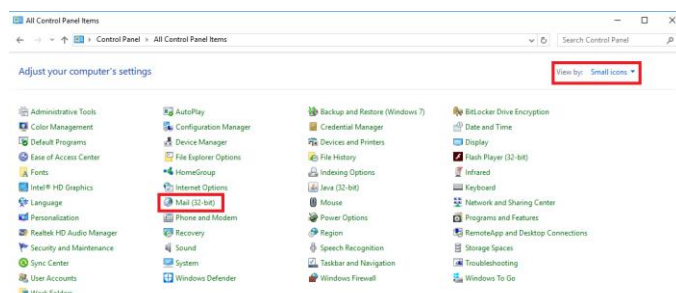 All Control Panel Items
Control Panel > All Control Panel Items
Search Control Panel
Adjust your computer's settings
View by: Small icons
Administrative Tools AutoPlay Backup and Restore (Windows 7) BitLocker Drive Encryption
Color Management Configuration Manager Credential Manager Date and Time
Default Programs Device Manager Devices and Printers Display
Ease of Access Center File Explorer Options File History Flash Player (32-bit)
Fonts HomeGroup Indexing Options Infrared
Intel® HD Graphics Internet Options Java (32-bit) Keyboard
Language Mail (32-bit) Mouse Network and Sharing Center
Personalization Phone and Modem Power Options Programs and Features
Realtek HD Audio Manager Recovery Region RemoteApp and Desktop Connections
Security and Maintenance Sound Speech Recognition Storage Spaces
Sync Center System Taskbar and Navigation Troubleshooting
User Accounts Windows Defender Windows Firewall Windows To Go
Work Folders